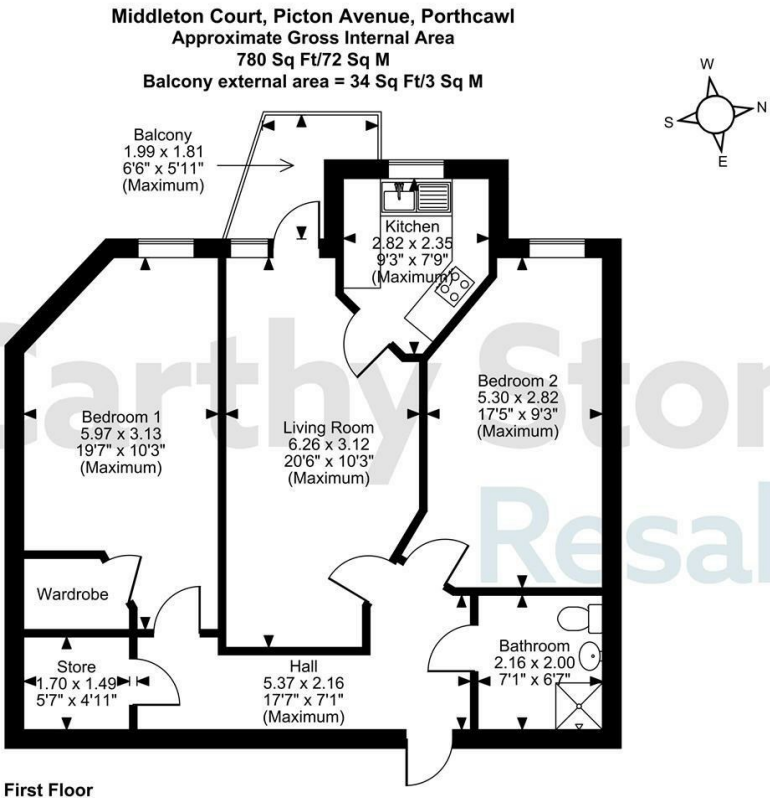 Middleton Court, Picton Avenue, Porthcawl
Approximate Gross Internal Area
780 Sq Ft/72 Sq M
Balcony external area = 34 Sq Ft/3 Sq M
W
N
S
E
Balcony
1.99 x 1.81
6'6" x 5'11"
(Maximum)
Kitchen
2.82 x 2.35
9'3" x 7'9"
(Maximum)
Bedroom 1
5.97 x 3.13
19'7" x 10'3"
(Maximum)
Living Room
6.26 x 3.12
20'6" x 10'3"
(Maximum)
Bedroom 2
5.30 x 2.82
17'5" x 9'3"
(Maximum)
Carthy Ston
Resal
Wardrobe
Store
1.70 x 1.49
5'7" x 4'11"
Hall
5.37 x 2.16
17'7" x 7'1"
(Maximum)
Bathroom
2.16 x 2.00
7'1" x 6'7"
First Floor